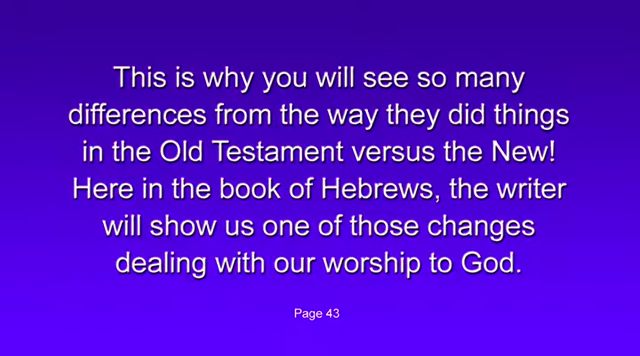 This is why you will see so many
differences from the way they did things
in the Old Testament versus the New!
Here in the book of Hebrews, the writer
will show us one of those changes
dealing with our worship to God.
Page 43